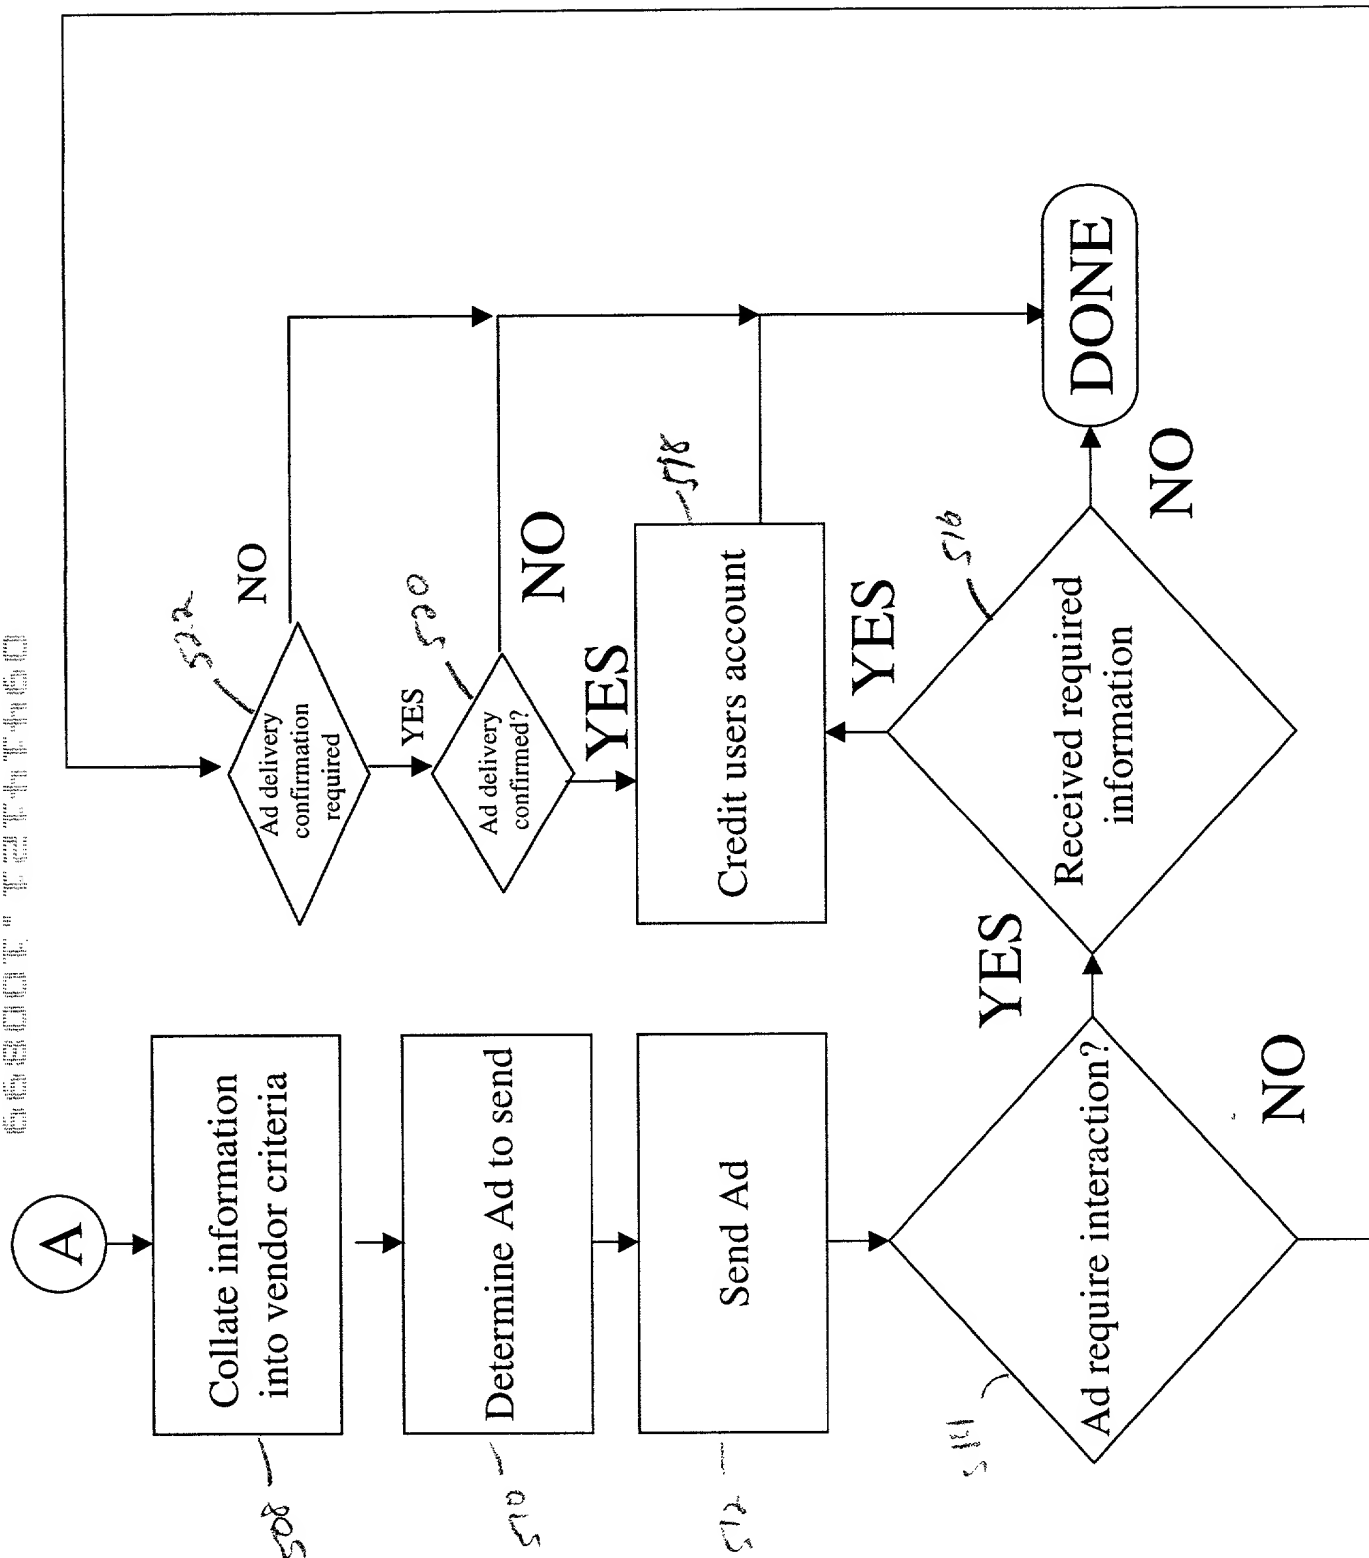 A
Collate information
into vendor criteria
508
Determine Ad to send
510
Send Ad
512
Ad require interaction?
514
YES
NO
Received required
information
516
YES
NO
Credit users account
518
Ad delivery
confirmed?
520
YES
NO
Ad delivery
confirmation
required
522
YES
NO
DONE